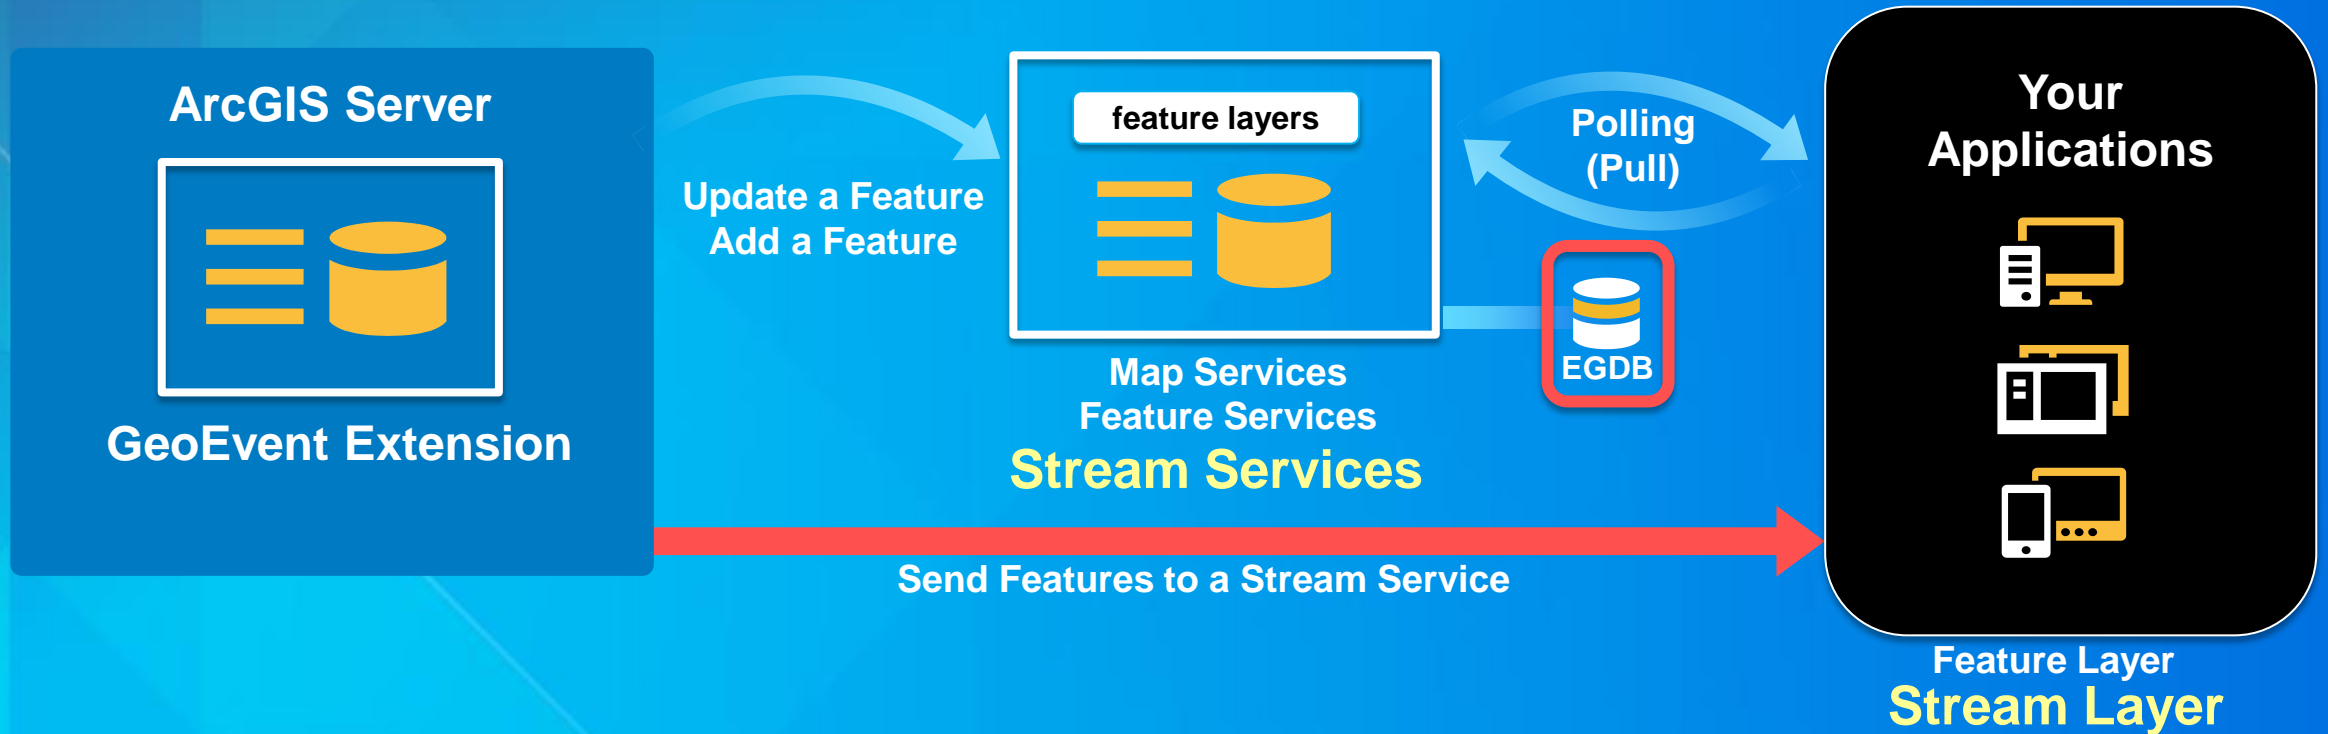 ArcGIS Server
GeoEvent Extension
Update a Feature
Add a Feature
feature layers
Map Services
Feature Services
Stream Services
Polling
(Pull)
EGDB
Send Features to a Stream Service
Your
Applications
Feature Layer
Stream Layer